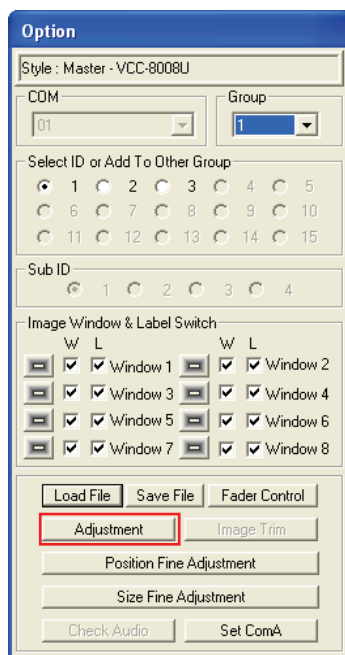 Option
Style : Master - VCC-8008U
COM Group
01 1
Select ID or Add To Other Group
1 2 3 4 5
6 7 8 9 10
11 12 13 14 15
Sub ID
1 2 3 4
Image Window & Label Switch
W L W L
Window 1 Window 2
Window 3 Window 4
Window 5 Window 6
Window 7 Window 8
Load File Save File Fader Control
Adjustment Image Trim
Position Fine Adjustment
Size Fine Adjustment
Check Audio Set ComA